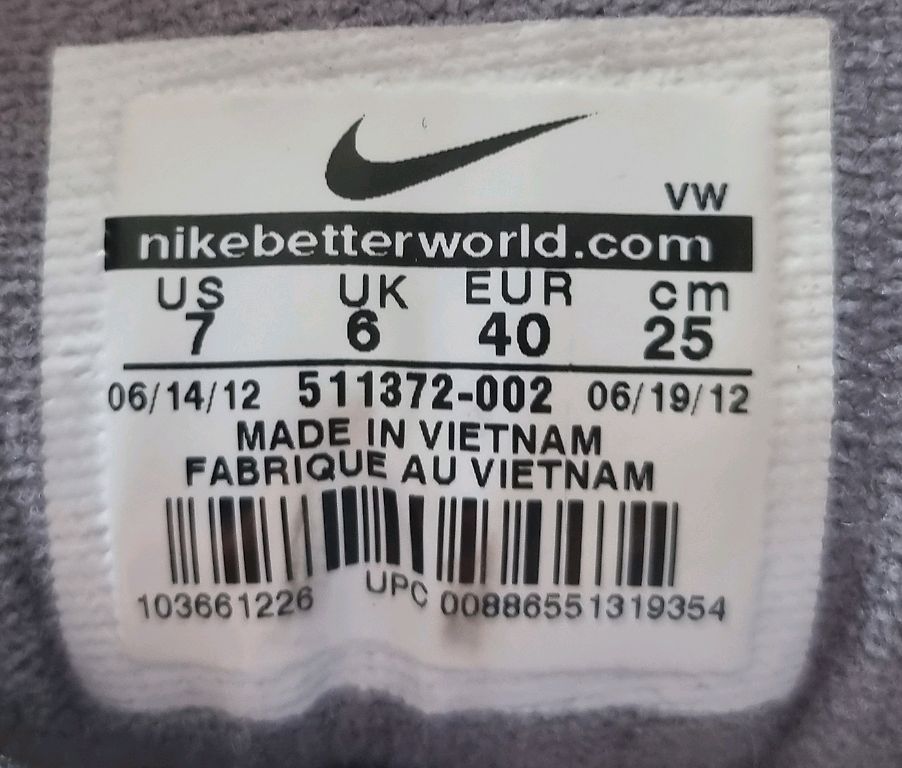 VW
nikebetterworld.com
US UK EUR cm
7 6 40 25
06/14/12 511372-002 06/19/12
MADE IN VIETNAM
FABRIQUE AU VIETNAM
103661226 UPC 00886551319354